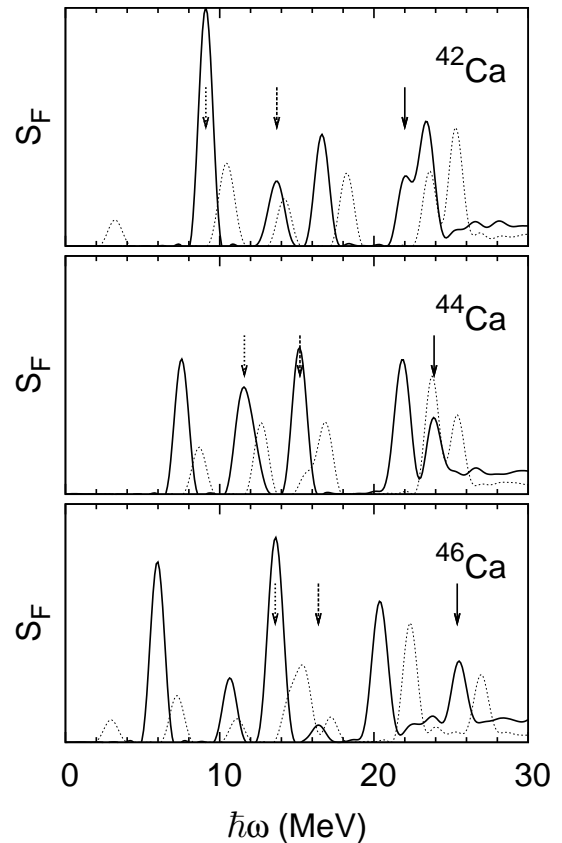 ⁴²Ca
S_F
⁴⁴Ca
S_F
⁴⁶Ca
S_F
0 10 20 30
ħω (MeV)